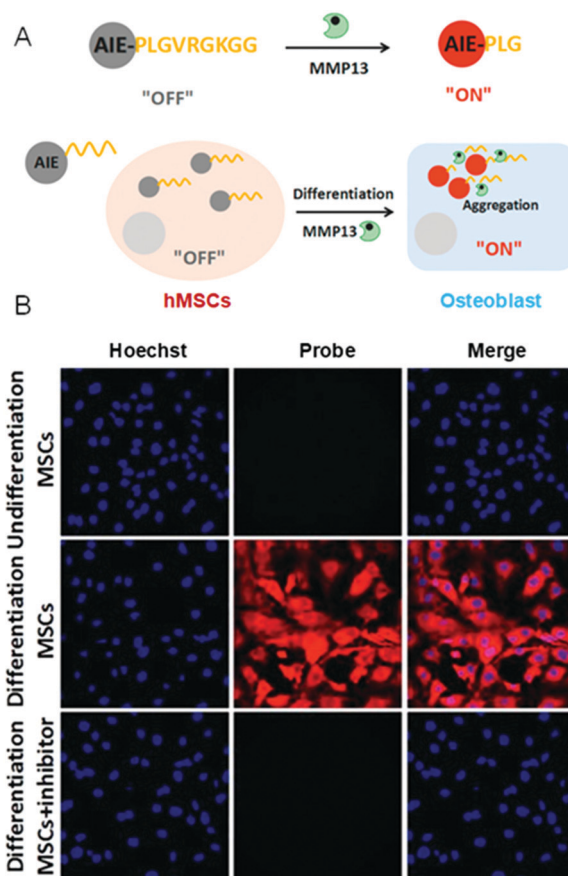 A
AIE-PLGVRGKGG
MMP13
AIE-PLG
"OFF"
"ON"
AIE
"OFF"
Differentiation
MMP13
Aggregation
"ON"
hMSCs
Osteoblast
B
Hoechst
Probe
Merge
Undifferentiation
MSCs
Differentiation
MSCs
Differentiation
MSCs+inhibitor